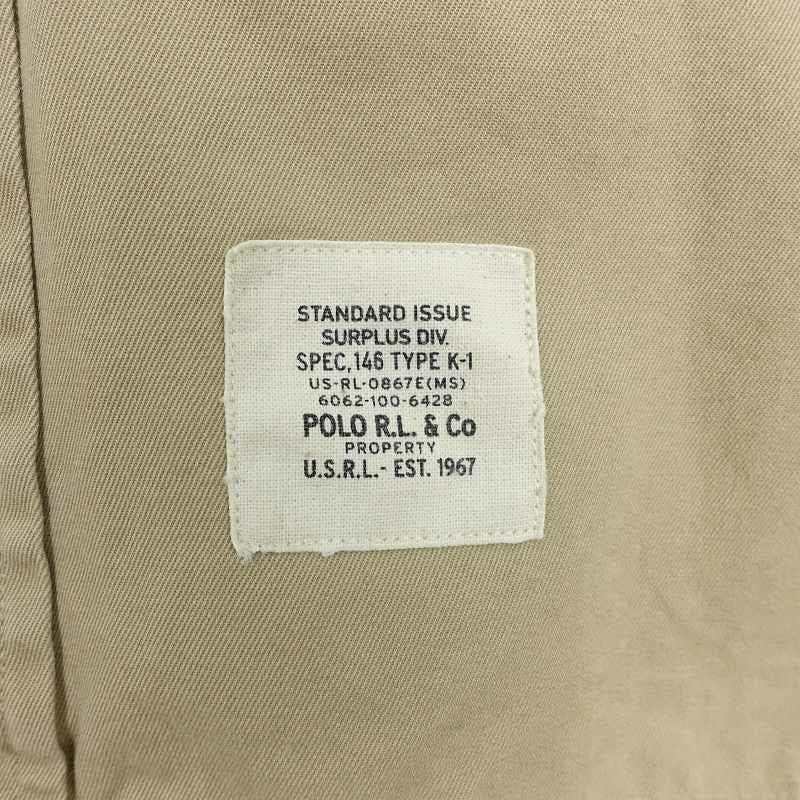 STANDARD ISSUE
SURPLUS DIV.
SPEC,146 TYPE K-1
US-RL-0867E(MS)
6062-100-6428
POLO R.L. & Co
PROPERTY
U.S.R.L.- EST. 1967